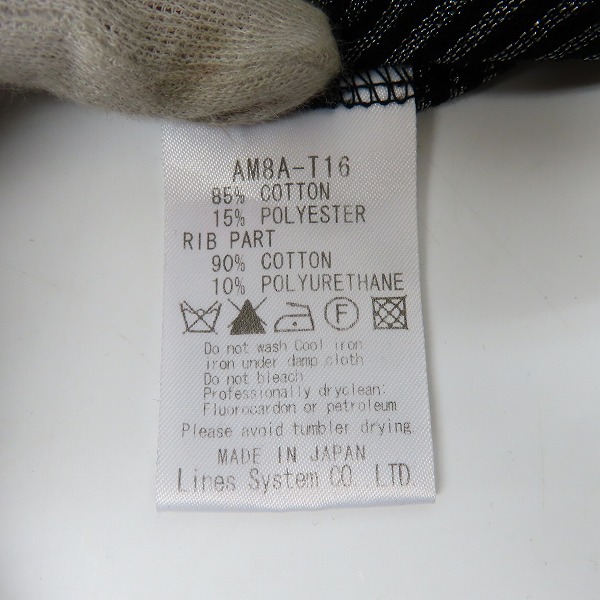 AM8A-T16
85% COTTON
15% POLYESTER
RIB PART
90% COTTON
10% POLYURETHANE
F
Do not wash Cool iron
iron under damp cloth
Do not bleach
Professionally dryclean:
Fluorocardon or petroleum
Please avoid tumbler drying.
MADE IN JAPAN
Lines System CO. LTD